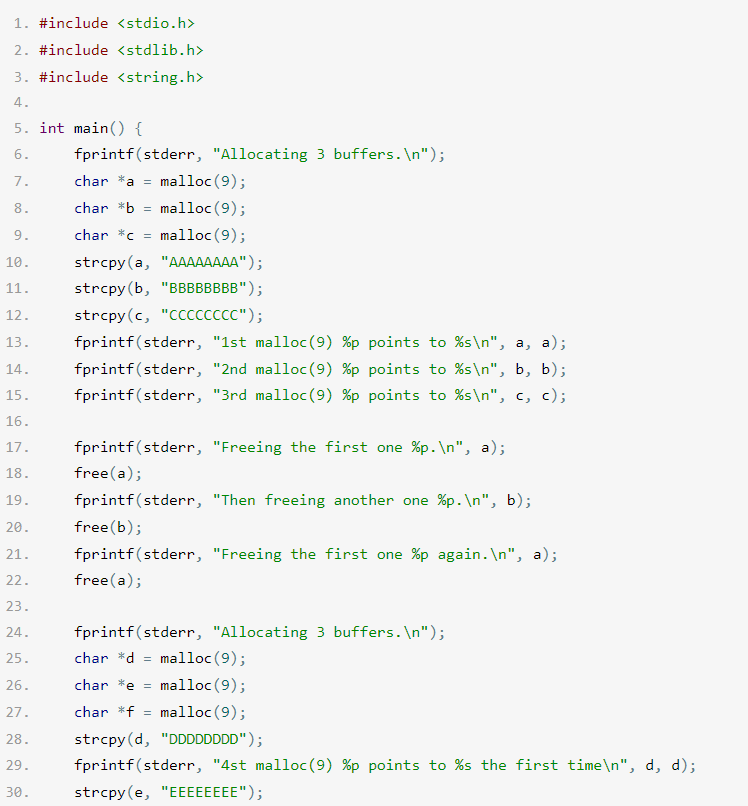 1. #include <stdio.h>
2. #include <stdlib.h>
3. #include <string.h>
4.
5. int main() {
6.     fprintf(stderr, "Allocating 3 buffers.\n");
7.     char *a = malloc(9);
8.     char *b = malloc(9);
9.     char *c = malloc(9);
10.     strcpy(a, "AAAAAAAA");
11.     strcpy(b, "BBBBBBBB");
12.     strcpy(c, "CCCCCCCC");
13.     fprintf(stderr, "1st malloc(9) %p points to %s\n", a, a);
14.     fprintf(stderr, "2nd malloc(9) %p points to %s\n", b, b);
15.     fprintf(stderr, "3rd malloc(9) %p points to %s\n", c, c);
16.
17.     fprintf(stderr, "Freeing the first one %p.\n", a);
18.     free(a);
19.     fprintf(stderr, "Then freeing another one %p.\n", b);
20.     free(b);
21.     fprintf(stderr, "Freeing the first one %p again.\n", a);
22.     free(a);
23.
24.     fprintf(stderr, "Allocating 3 buffers.\n");
25.     char *d = malloc(9);
26.     char *e = malloc(9);
27.     char *f = malloc(9);
28.     strcpy(d, "DDDDDDDD");
29.     fprintf(stderr, "4st malloc(9) %p points to %s the first time\n", d, d);
30.     strcpy(e, "EEEEEEEE");